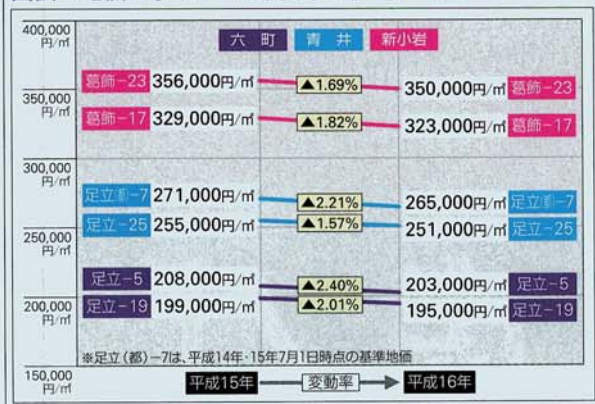 400,000
円/㎡
350,000
円/㎡
300,000
円/㎡
250,000
円/㎡
200,000
円/㎡
150,000
円/㎡
六町 青井 新小岩
葛飾-23 356,000円/㎡ ▲1.69% 350,000円/㎡ 葛飾-23
葛飾-17 329,000円/㎡ ▲1.82% 323,000円/㎡ 葛飾-17
足立(都)-7 271,000円/㎡ ▲2.21% 265,000円/㎡ 足立(都)-7
足立-25 255,000円/㎡ ▲1.57% 251,000円/㎡ 足立-25
足立-5 208,000円/㎡ ▲2.40% 203,000円/㎡ 足立-5
足立-19 199,000円/㎡ ▲2.01% 195,000円/㎡ 足立-19
※足立(都)-7は、平成14年・15年7月1日時点の基準地価
平成15年 変動率 平成16年